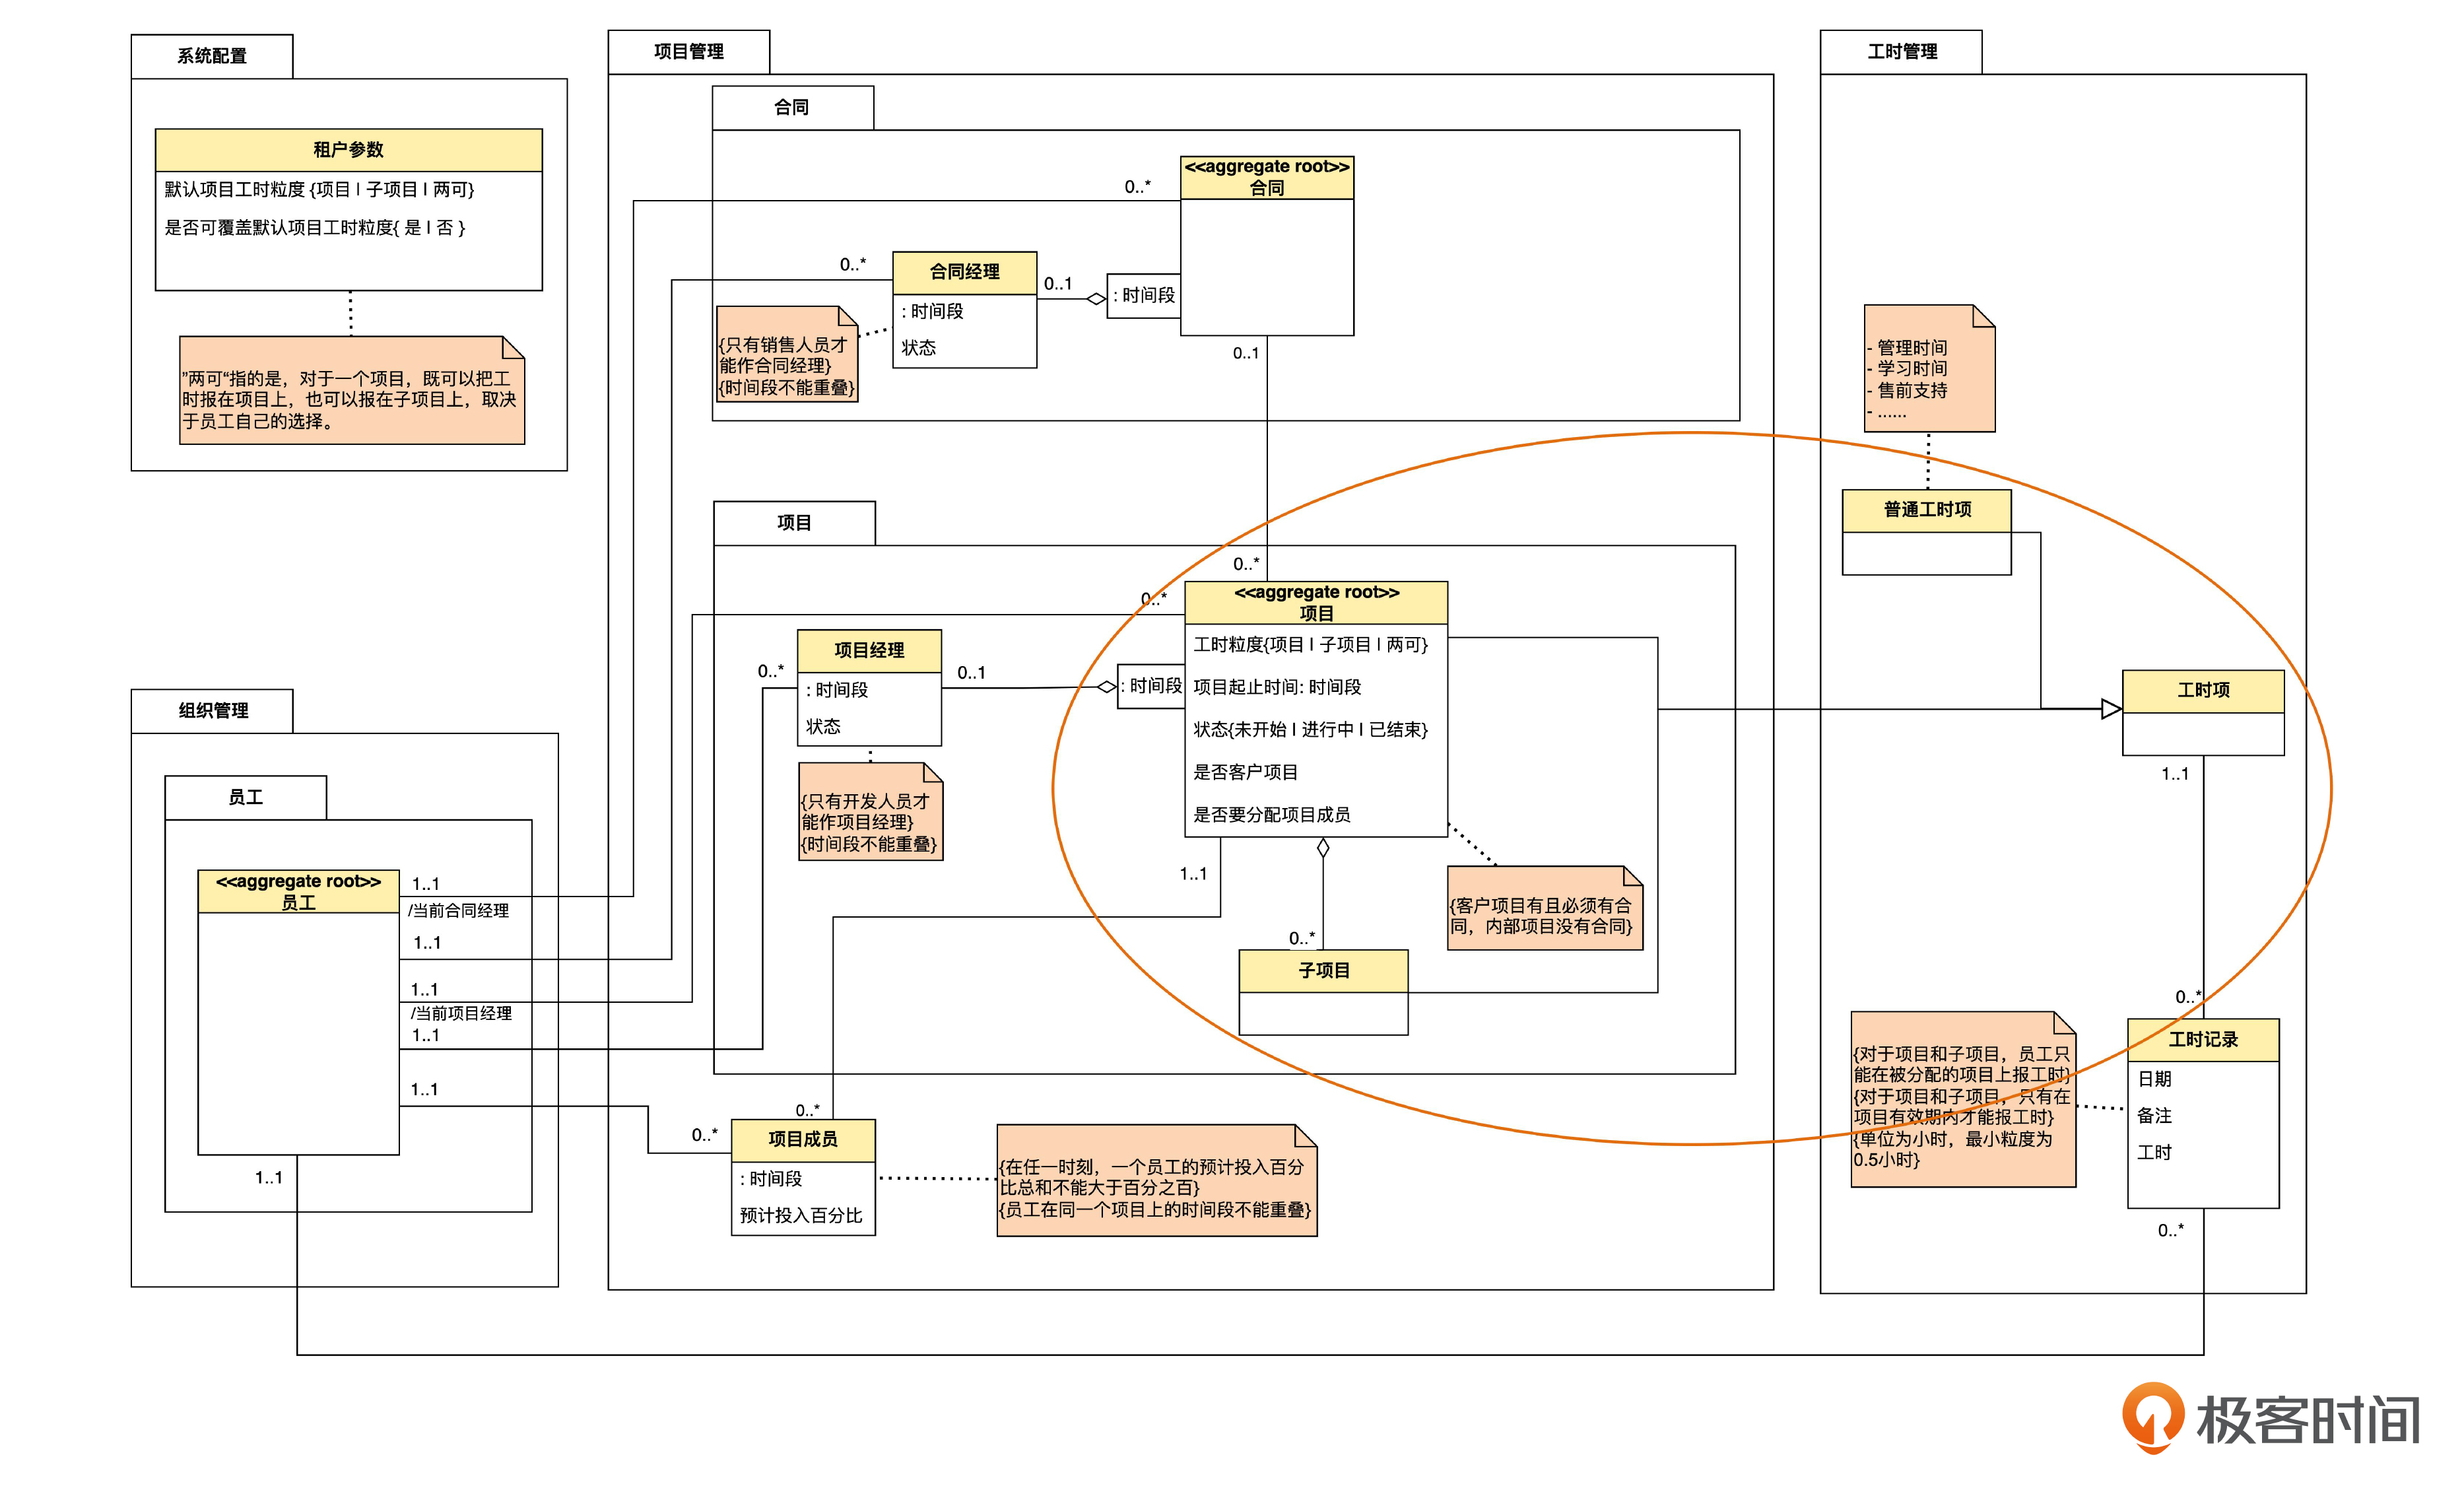 系统配置
租户参数
默认项目工时粒度 {项目 | 子项目 | 两可}
是否可覆盖默认项目工时粒度{ 是 | 否 }
”两可“指的是，对于一个项目，既可以把工
时报在项目上，也可以报在子项目上，取决
于员工自己的选择。
项目管理
合同
<<aggregate root>>
合同
0..*
合同经理
: 时间段
状态
0..*
0..1
: 时间段
{只有销售人员才
能作合同经理}
{时间段不能重叠}
0..1
项目
0..*
<<aggregate root>>
项目
工时粒度{项目 | 子项目 | 两可}
项目起止时间: 时间段
状态{未开始 | 进行中 | 已结束}
是否客户项目
是否要分配项目成员
0..*
项目经理
: 时间段
状态
0..*
0..1
: 时间段
{只有开发人员才
能作项目经理}
{时间段不能重叠}
1..1
{客户项目有且必须有合
同，内部项目没有合同}
0..*
子项目
0..*
项目成员
: 时间段
预计投入百分比
0..*
{在任一时刻，一个员工的预计投入百分
比总和不能大于百分之百}
{员工在同一个项目上的时间段不能重叠}
组织管理
员工
<<aggregate root>>
员工
1..1
/当前合同经理
1..1
1..1
/当前项目经理
1..1
1..1
1..1
工时管理
- 管理时间
- 学习时间
- 售前支持
- ......
普通工时项
工时项
1..1
0..*
工时记录
日期
备注
工时
{对于项目和子项目，员工只
能在被分配的项目上报工时}
{对于项目和子项目，只有在
项目有效期内才能报工时}
{单位为小时，最小粒度为
0.5小时}
0..*
极客时间